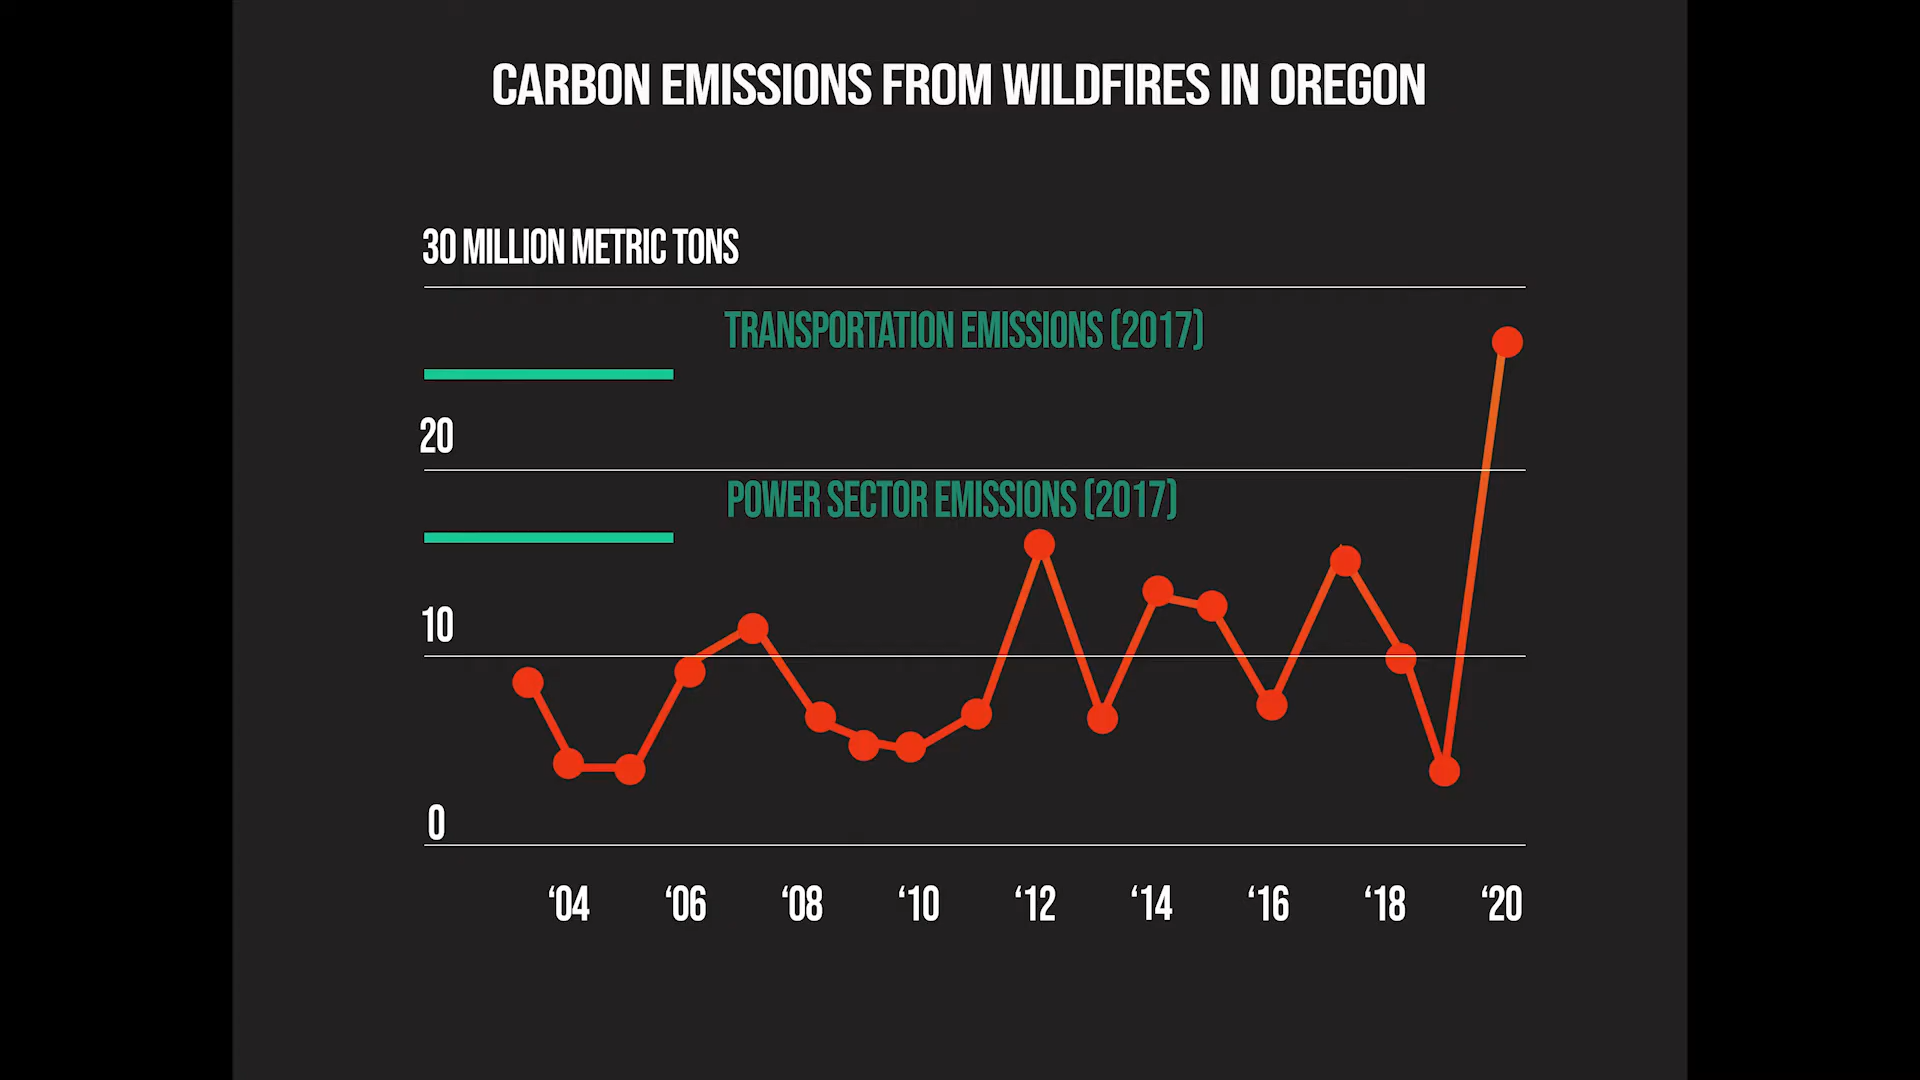 CARBON EMISSIONS FROM WILDFIRES IN OREGON
30 MILLION METRIC TONS
TRANSPORTATION EMISSIONS (2017)
20
POWER SECTOR EMISSIONS (2017)
10
0
‘04 ‘06 ‘08 ‘10 ‘12 ‘14 ‘16 ‘18 ‘20